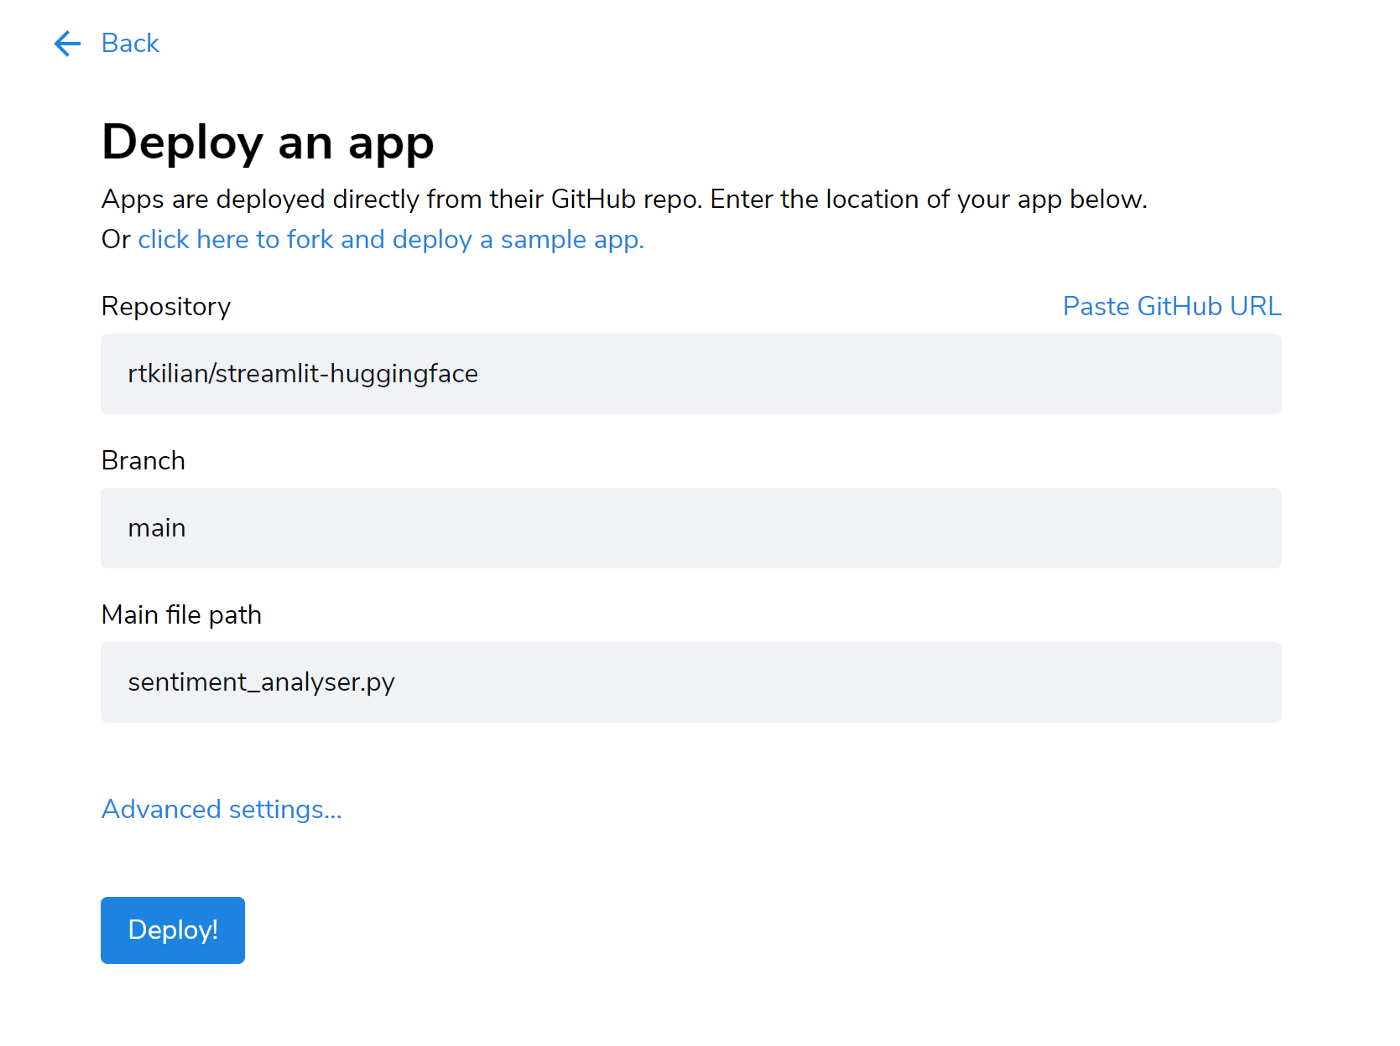 Back
Deploy an app
Apps are deployed directly from their GitHub repo. Enter the location of your app below.
Or click here to fork and deploy a sample app.
Repository
Paste GitHub URL
rtkilian/streamlit-huggingface
Branch
main
Main file path
sentiment_analyser.py
Advanced settings...
Deploy!